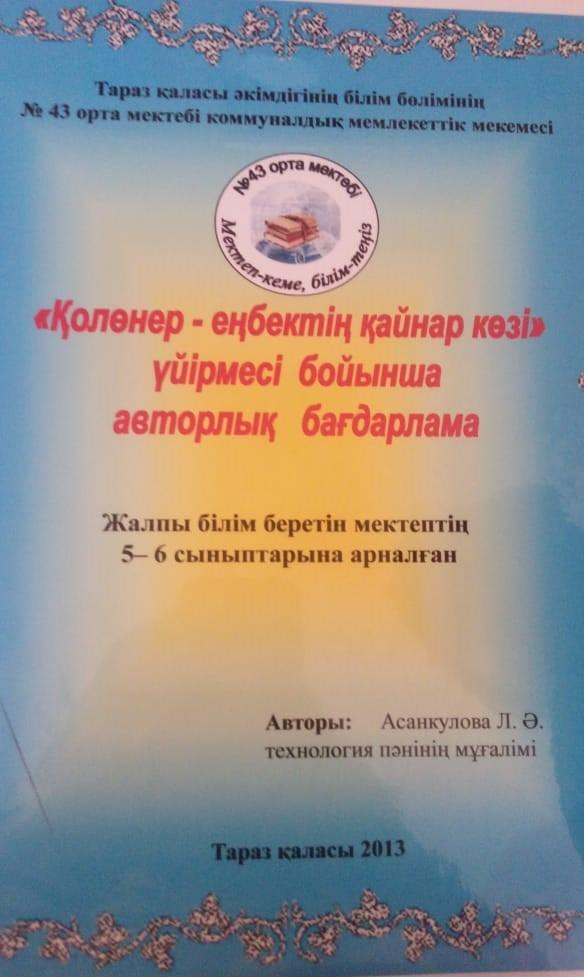 Тараз қаласы әкімдігінің білім бөлімінің
№ 43 орта мектебі коммуналдық мемлекеттік мекемесі
№43 орта мектебі
Мектеп-кеме, білім-теңіз
«Қолөнер - еңбектің қайнар көзі»
үйірмесі бойынша
авторлық бағдарлама
Жалпы білім беретін мектептің
5– 6 сыныптарына арналған
Авторы: Асанкулова Л. Ә.
технология пәнінің мұғалімі
Тараз қаласы 2013